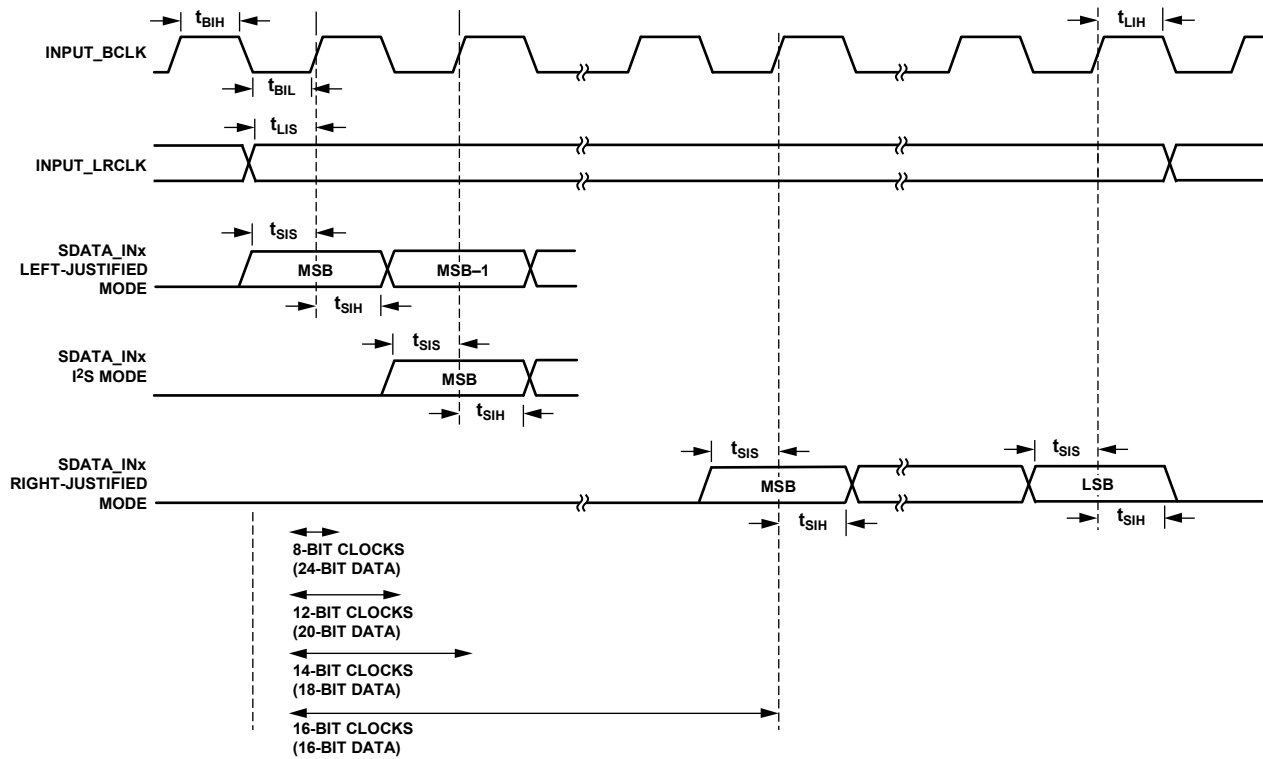 tBIH
tLIH
INPUT_BCLK
tBIL
tLIS
INPUT_LRCLK
tSIS
SDATA_INx
LEFT-JUSTIFIED
MODE
MSB
MSB–1
tSIH
tSIS
SDATA_INx
I2S MODE
MSB
tSIH
tSIS
tSIS
SDATA_INx
RIGHT-JUSTIFIED
MODE
MSB
LSB
tSIH
tSIH
8-BIT CLOCKS
(24-BIT DATA)
12-BIT CLOCKS
(20-BIT DATA)
14-BIT CLOCKS
(18-BIT DATA)
16-BIT CLOCKS
(16-BIT DATA)